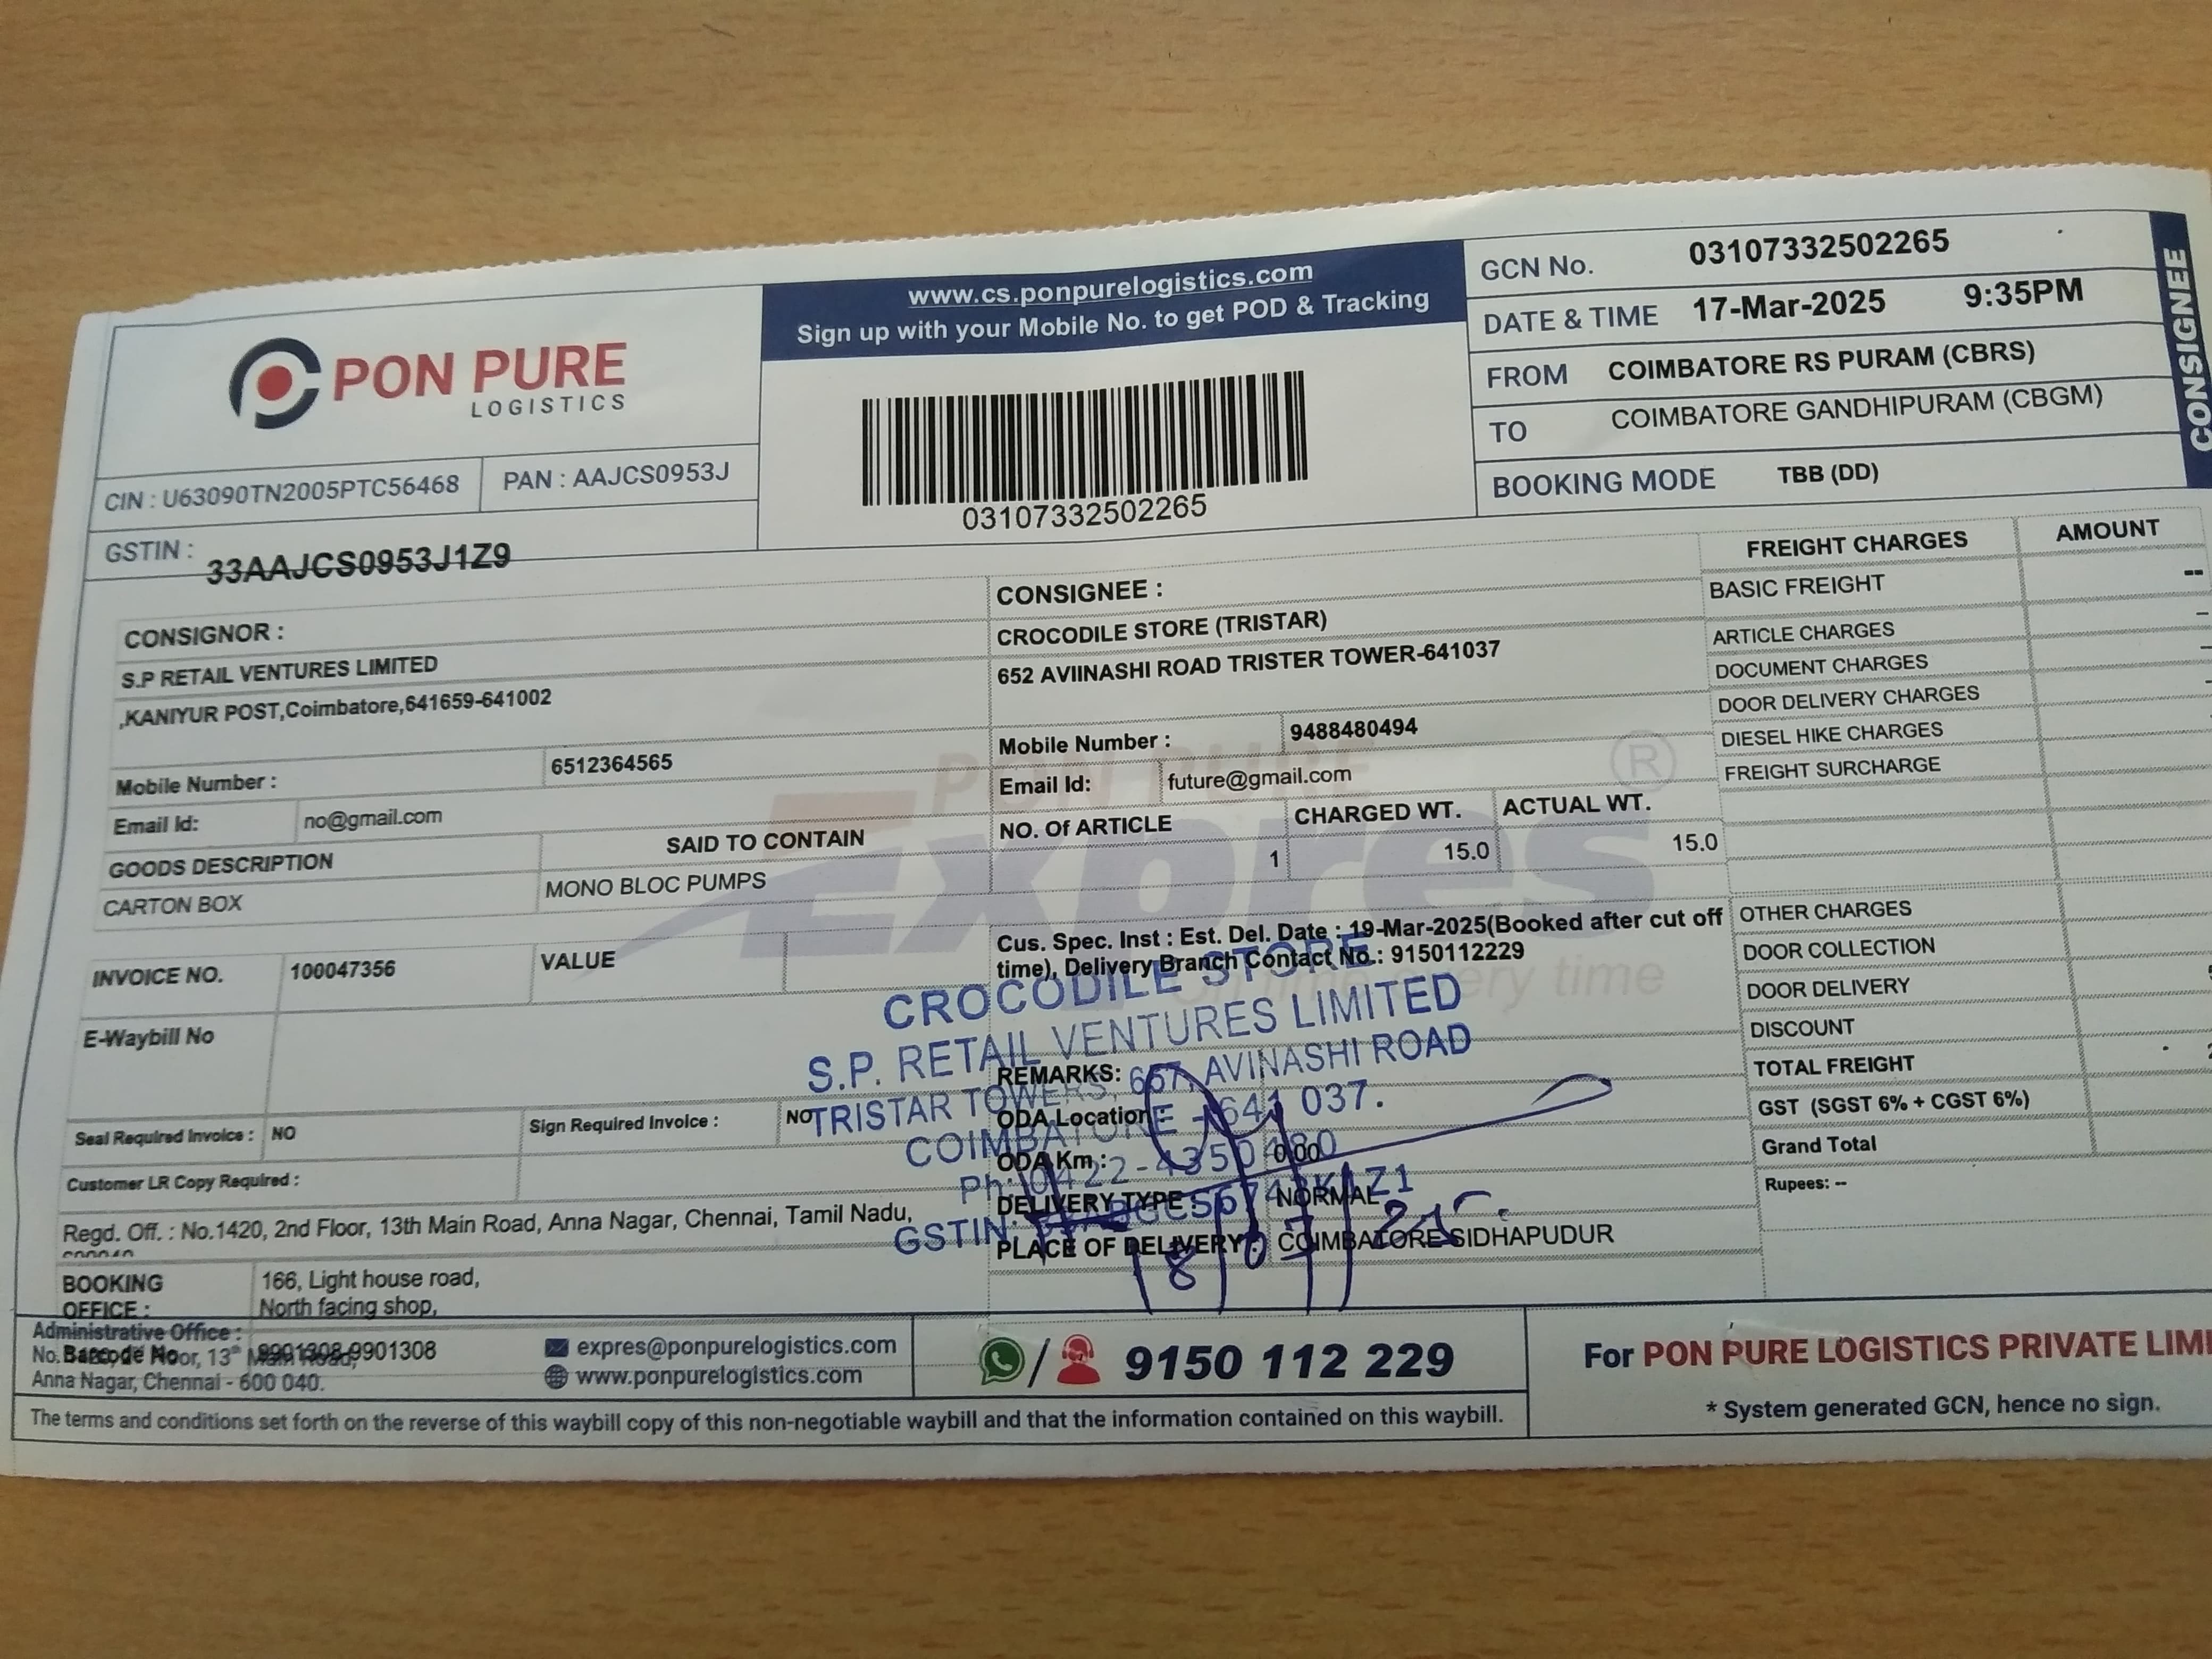 PON PURE
LOGISTICS
CIN : U63090TN2005PTC56468
PAN : AAJCS0953J
GSTIN : 33AAJCS0953J1Z9
www.cs.ponpurelogistics.com
Sign up with your Mobile No. to get POD & Tracking
03107332502265
GCN No. 03107332502265
DATE & TIME 17-Mar-2025 9:35PM
FROM COIMBATORE RS PURAM (CBRS)
TO COIMBATORE GANDHIPURAM (CBGM)
BOOKING MODE TBB (DD)
CONSIGNEE
CONSIGNOR :
S.P RETAIL VENTURES LIMITED
,KANIYUR POST,Coimbatore,641659-641002
Mobile Number : 6512364565
Email Id: no@gmail.com
GOODS DESCRIPTION SAID TO CONTAIN
CARTON BOX MONO BLOC PUMPS
INVOICE NO. 100047356 VALUE
E-Waybill No
Seal Required Invoice : NO Sign Required Invoice : NO
Customer LR Copy Required :
Regd. Off. : No.1420, 2nd Floor, 13th Main Road, Anna Nagar, Chennai, Tamil Nadu,
BOOKING OFFICE : 166, Light house road,
North facing shop,
CONSIGNEE :
CROCODILE STORE (TRISTAR)
652 AVIINASHI ROAD TRISTER TOWER-641037
Mobile Number : 9488480494
Email Id: future@gmail.com
NO. Of ARTICLE CHARGED WT. ACTUAL WT.
1 15.0 15.0
PON PURE
Expres ®
Cus. Spec. Inst : Est. Del. Date : 19-Mar-2025(Booked after cut off
time), Delivery Branch Contact No.: 9150112229
every time
REMARKS:
ODA Location
ODA Km.: 0.00
DELIVERY TYPE : NORMAL
PLACE OF DELIVERY : COIMBATORE SIDHAPUDUR
CROCODILE STORE
S.P. RETAIL VENTURES LIMITED
TRISTAR TOWERS, AVINASHI ROAD
COIMBATORE - 641 037.
Ph: 0422-4350
GSTIN:
18/03/25
FREIGHT CHARGES AMOUNT
BASIC FREIGHT --
ARTICLE CHARGES
DOCUMENT CHARGES
DOOR DELIVERY CHARGES
DIESEL HIKE CHARGES
FREIGHT SURCHARGE
OTHER CHARGES
DOOR COLLECTION
DOOR DELIVERY
DISCOUNT
TOTAL FREIGHT
GST (SGST 6% + CGST 6%)
Grand Total
Rupees: --
Administrative Office :
Barcode No 9901308-9901308
Anna Nagar, Chennai - 600 040.
expres@ponpurelogistics.com
www.ponpurelogistics.com
9150 112 229
For PON PURE LOGISTICS PRIVATE LIMI
* System generated GCN, hence no sign.
The terms and conditions set forth on the reverse of this waybill copy of this non-negotiable waybill and that the information contained on this waybill.